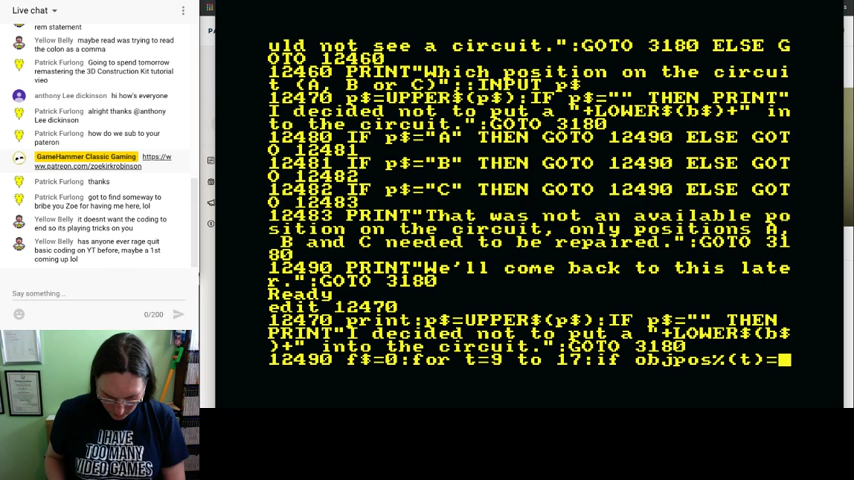 Live chat
rem statement
Yellow Belly maybe read was trying to
read the colon as a comma
Patrick Furlong Going to spend tomorrow
remastering the 3D Construction Kit tutorial
vieo
anthony Lee dickinson hi how's everyone
Patrick Furlong alright thanks @anthony
Lee dickinson
Patrick Furlong how do we sub to your
pateron
GameHammer Classic Gaming https://w
ww.patreon.com/zoekirkrobinson
Patrick Furlong thanks
Patrick Furlong got to find someway to
bribe you Zoe for having me here, lol
Yellow Belly it doesnt want the coding to
end so its playing tricks on you
Yellow Belly has anyone ever rage quit
basic coding on YT before, maybe a 1st
coming up lol
Say something...
0/200
I HAVE
TOO MANY
VIDEO GAMES
uld not see a circuit.":GOTO 3180 ELSE G
OTO 12460
12460 PRINT"Which position on the circui
t (A, B or C)";:INPUT p$
12470 p$=UPPER$(p$):IF p$="" THEN PRINT"
I decided not to put a "+LOWER$(b$)+" in
to the circuit.":GOTO 3180
12480 IF p$="A" THEN GOTO 12490 ELSE GOT
O 12481
12481 IF p$="B" THEN GOTO 12490 ELSE GOT
O 12482
12482 IF p$="C" THEN GOTO 12490 ELSE GOT
O 12483
12483 PRINT"That was not an available po
sition on the circuit, only positions A,
B and C needed to be repaired.":GOTO 31
80
12490 PRINT"We'll come back to this late
r.":GOTO 3180
Ready
edit 12470
12470 print:p$=UPPER$(p$):IF p$="" THEN
PRINT"I decided not to put a "+LOWER$(b$
)+" into the circuit.":GOTO 3180
12490 f$=0:for t=9 to 17:if objpos%(t)=